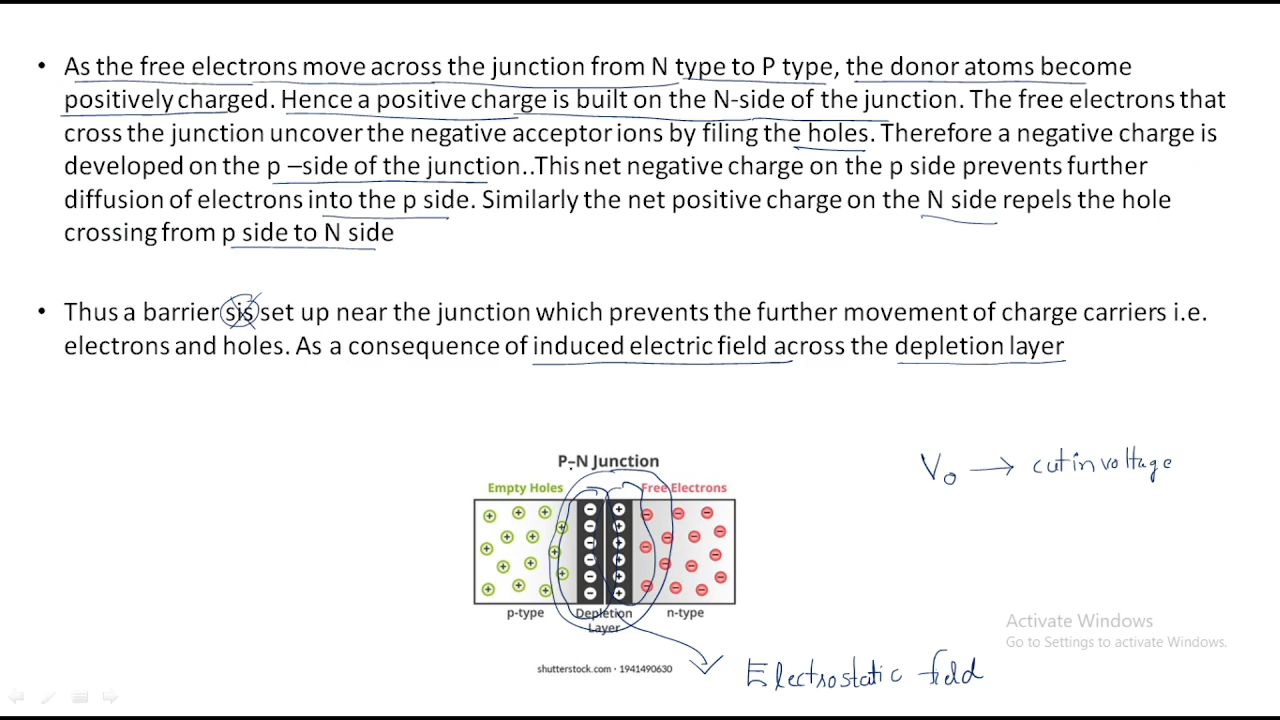 • As the free electrons move across the junction from N type to P type, the donor atoms become
positively charged. Hence a positive charge is built on the N-side of the junction. The free electrons that
cross the junction uncover the negative acceptor ions by filing the holes. Therefore a negative charge is
developed on the p –side of the junction..This net negative charge on the p side prevents further
diffusion of electrons into the p side. Similarly the net positive charge on the N side repels the hole
crossing from p side to N side
• Thus a barrier sis set up near the junction which prevents the further movement of charge carriers i.e.
electrons and holes. As a consequence of induced electric field across the depletion layer
P–N Junction
V₀ → cutin voltage
Empty Holes
Free Electrons
p-type
Depletion
Layer
n-type
Activate Windows
Go to Settings to activate Windows.
shutterstock.com · 1941490630
Electrostatic field